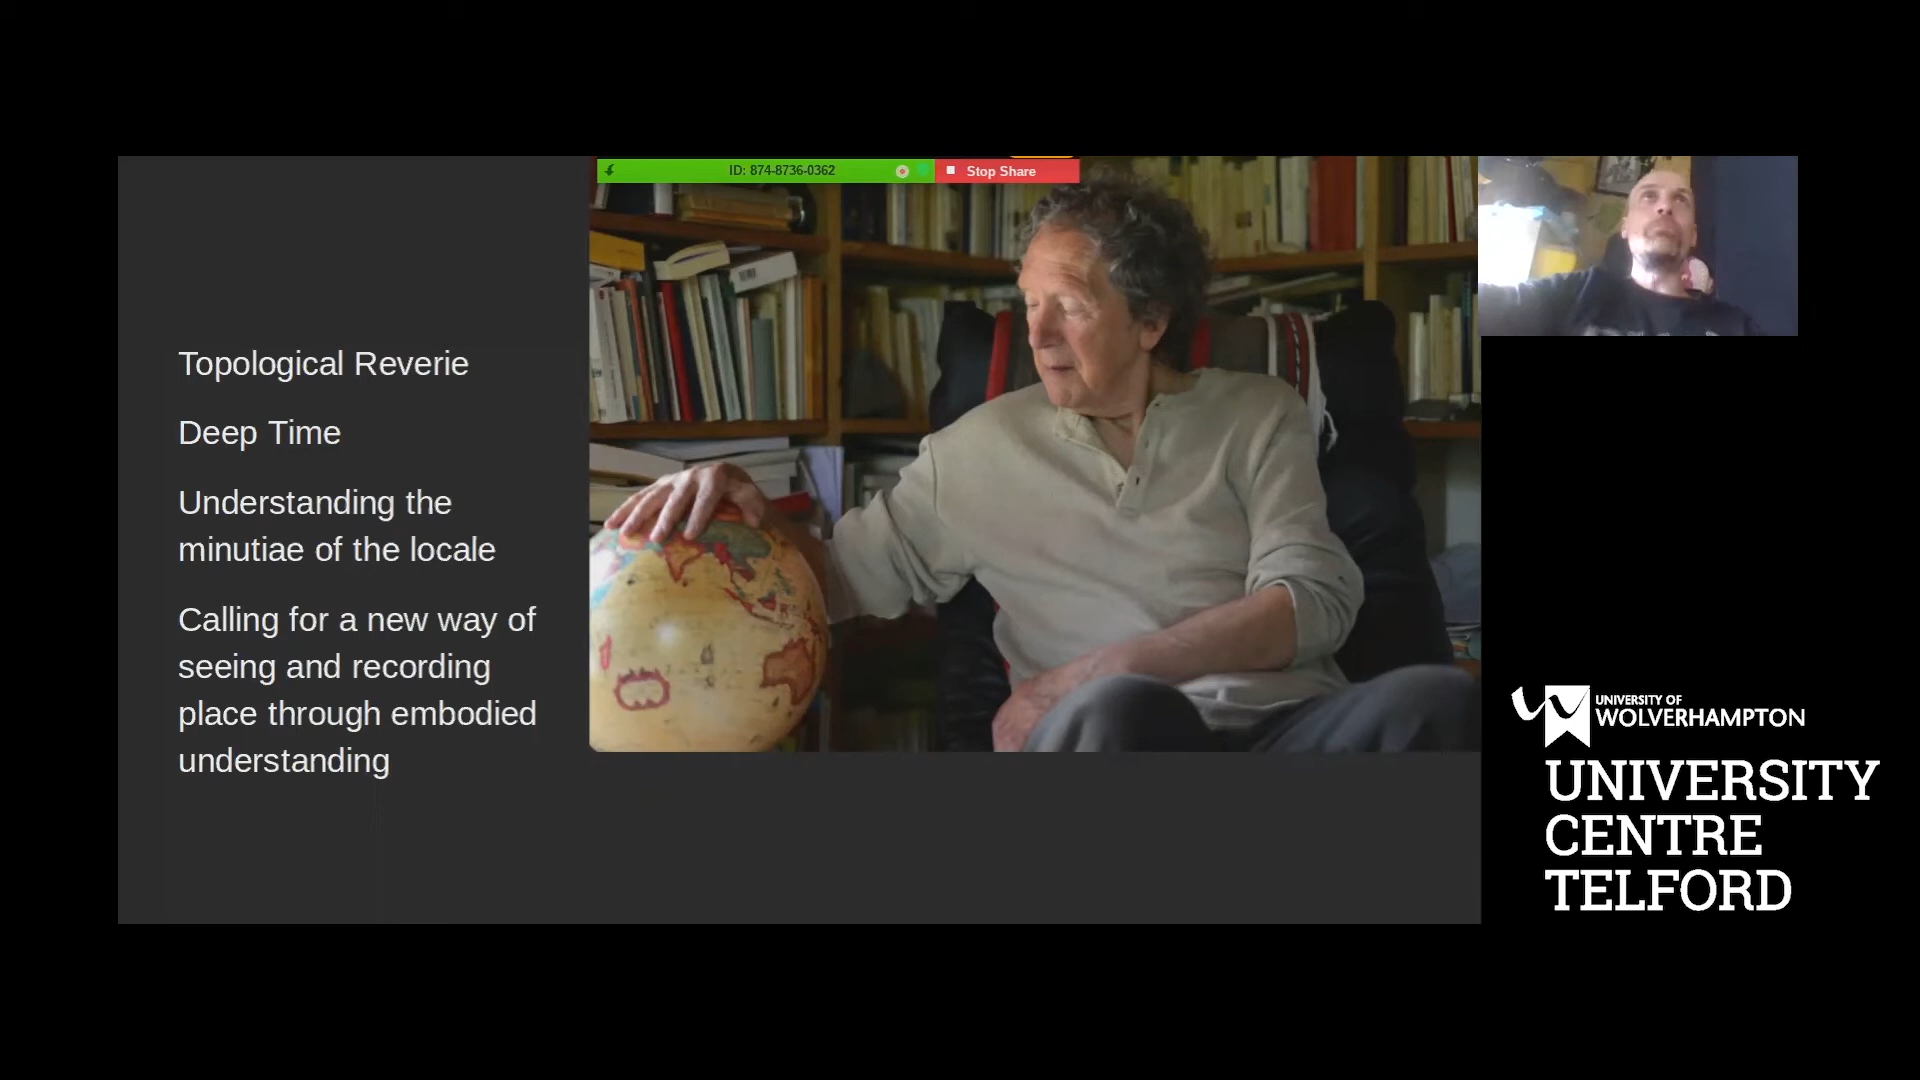 ID: 874-8736-0362
Stop Share
Topological Reverie
Deep Time
Understanding the
minutiae of the locale
Calling for a new way of
seeing and recording
place through embodied
understanding
UNIVERSITY OF
WOLVERHAMPTON
UNIVERSITY
CENTRE
TELFORD